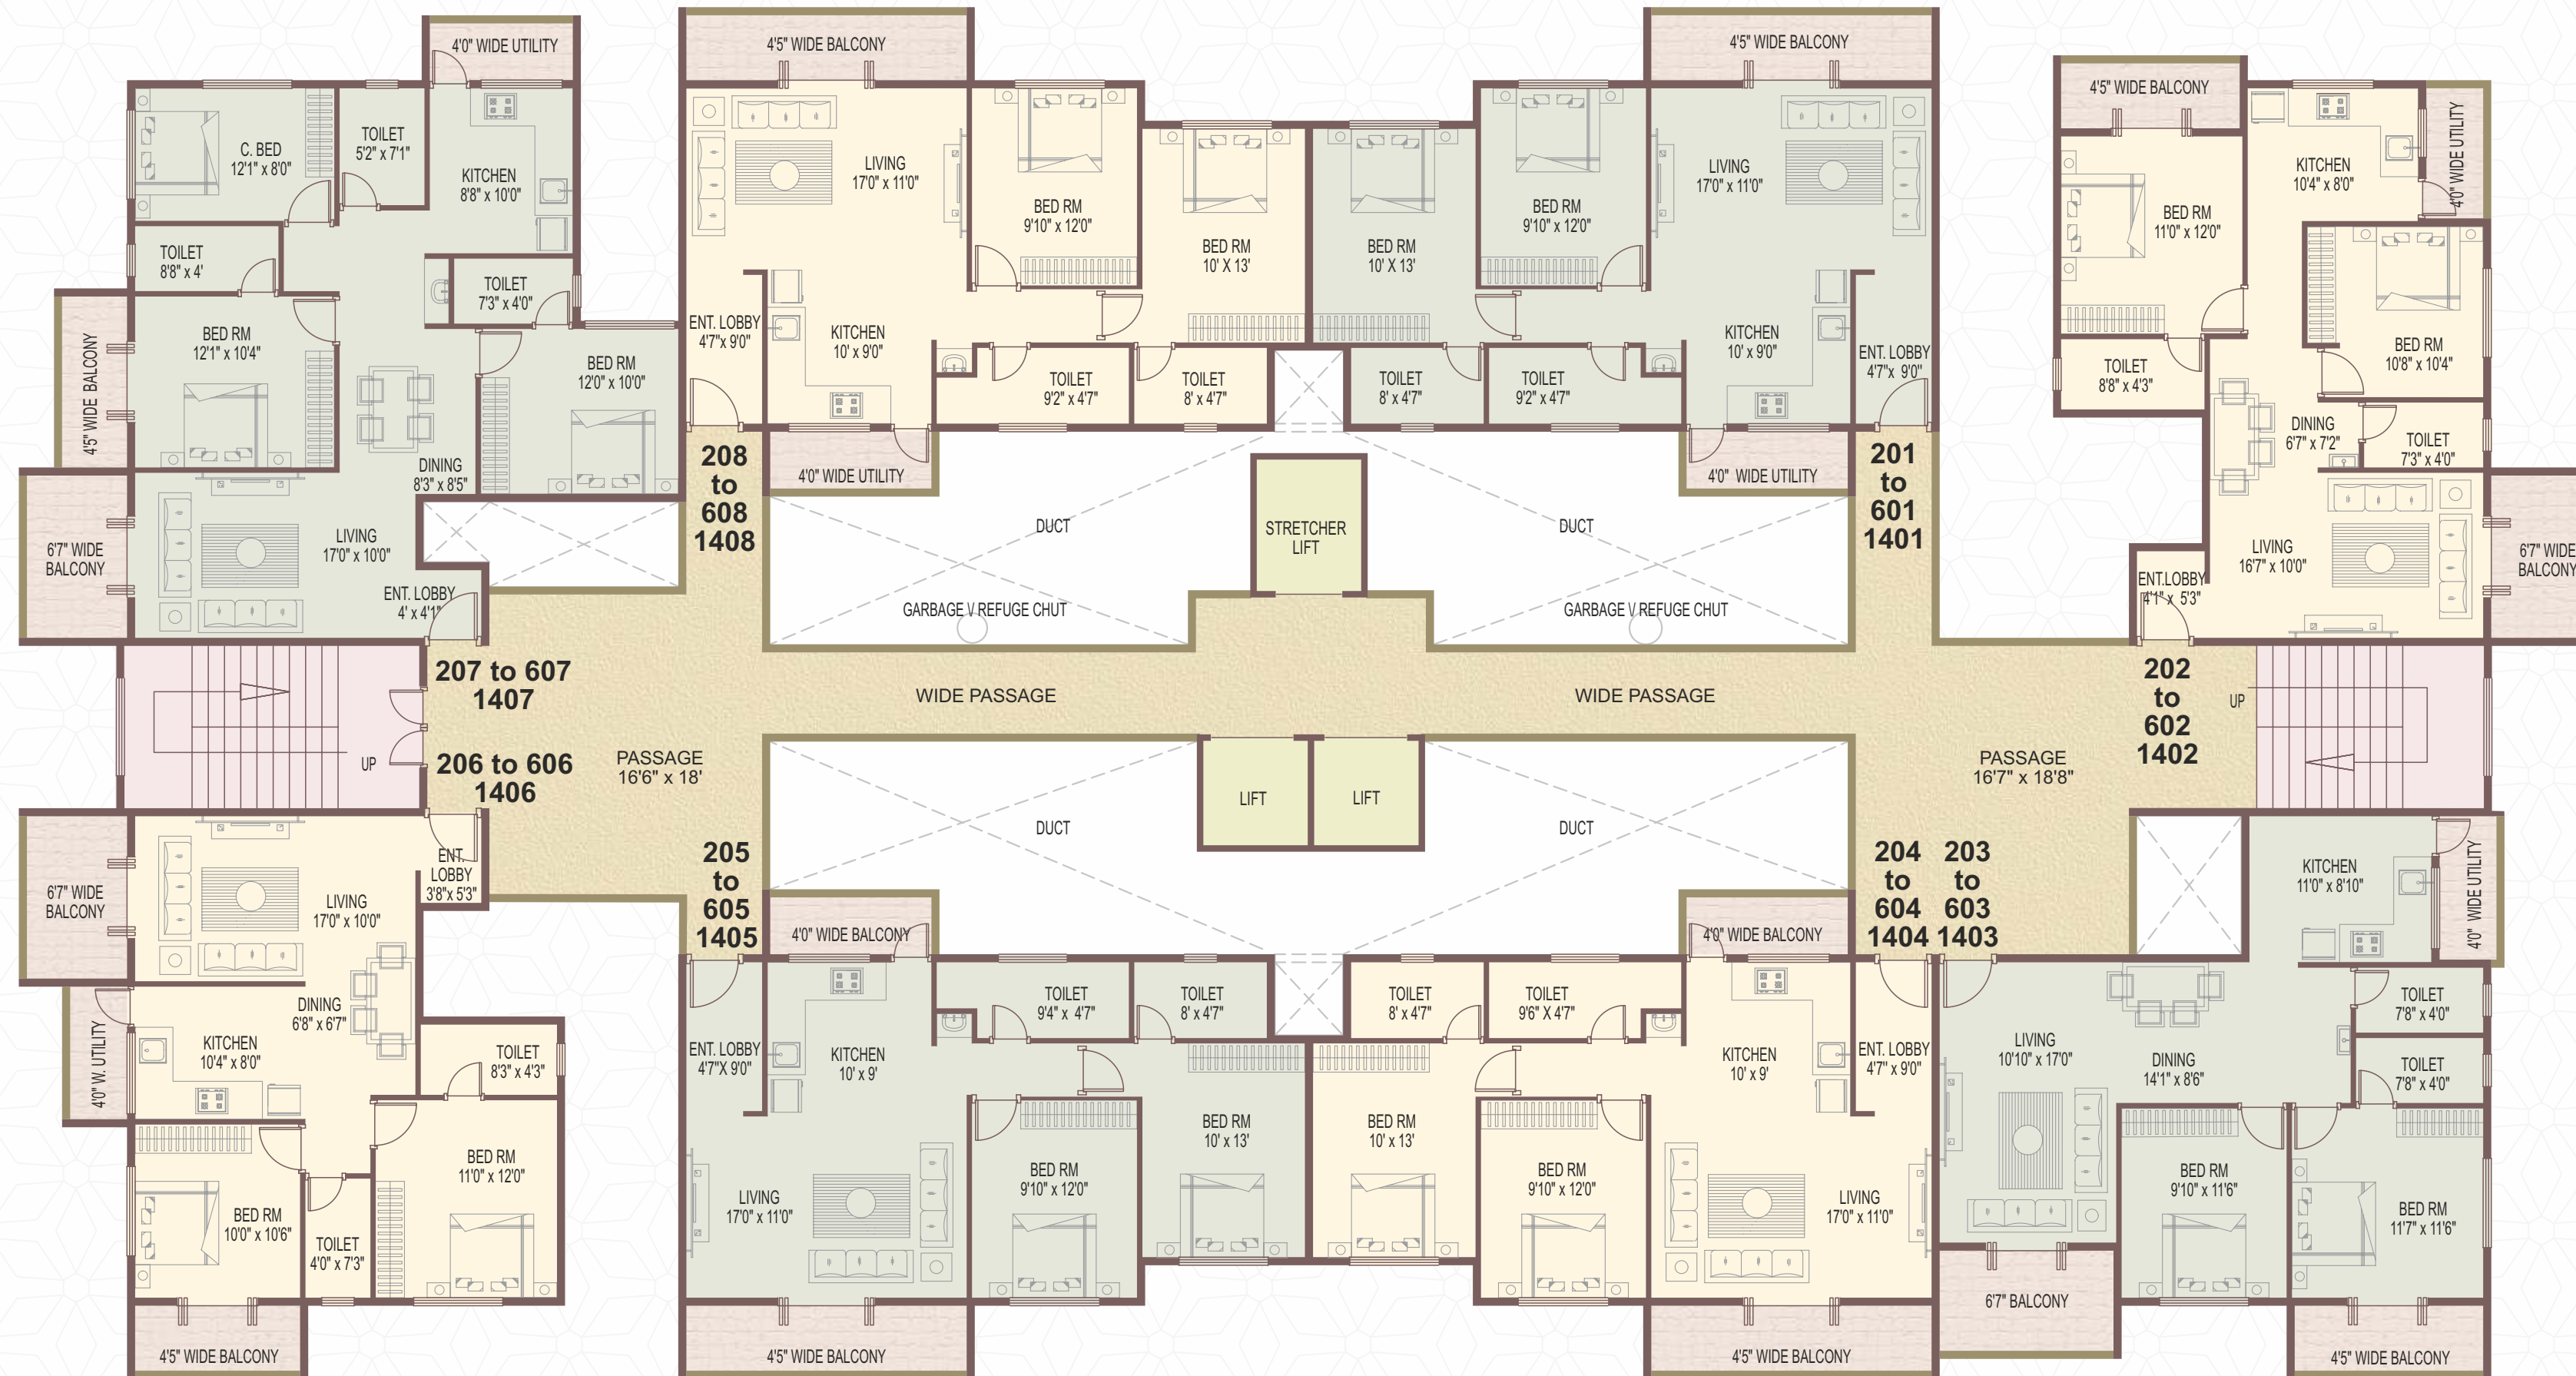 4'0" WIDE UTILITY
C. BED
12'1" x 8'0"
TOILET
5'2" x 7'1"
KITCHEN
8'8" x 10'0"
TOILET
8'8" x 4'
TOILET
7'3" x 4'0"
BED RM
12'1" x 10'4"
BED RM
12'0" x 10'0"
4'5" WIDE BALCONY
DINING
8'3" x 8'5"
6'7" WIDE
BALCONY
LIVING
17'0" x 10'0"
ENT. LOBBY
4' x 4'1"
207 to 607
1407
4'5" WIDE BALCONY
LIVING
17'0" x 11'0"
BED RM
9'10" x 12'0"
BED RM
10' X 13'
ENT. LOBBY
4'7"x 9'0"
KITCHEN
10' x 9'0"
TOILET
9'2" x 4'7"
TOILET
8' x 4'7"
208
to
608
1408
4'0" WIDE UTILITY
4'5" WIDE BALCONY
BED RM
10' X 13'
BED RM
9'10" x 12'0"
LIVING
17'0" x 11'0"
TOILET
8' x 4'7"
TOILET
9'2" x 4'7"
KITCHEN
10' x 9'0"
ENT. LOBBY
4'7"x 9'0"
4'0" WIDE UTILITY
201
to
601
1401
4'5" WIDE BALCONY
KITCHEN
10'4" x 8'0"
4'0" WIDE UTILITY
BED RM
11'0" x 12'0"
BED RM
10'8" x 10'4"
TOILET
8'8" x 4'3"
DINING
6'7" x 7'2"
TOILET
7'3" x 4'0"
LIVING
16'7" x 10'0"
6'7" WIDE
BALCONY
ENT.LOBBY
4'1" x 5'3"
202
to
602
1402
UP
DUCT
GARBAGE \/ REFUGE CHUT
STRETCHER
LIFT
DUCT
GARBAGE \/ REFUGE CHUT
WIDE PASSAGE
WIDE PASSAGE
UP
PASSAGE
16'6" x 18'
PASSAGE
16'7" x 18'8"
DUCT
LIFT
LIFT
DUCT
206 to 606
1406
6'7" WIDE
BALCONY
LIVING
17'0" x 10'0"
ENT.
LOBBY
3'8"x 5'3"
DINING
6'8" x 6'7"
KITCHEN
10'4" x 8'0"
4'0" W. UTILITY
TOILET
8'3" x 4'3"
BED RM
10'0" x 10'6"
TOILET
4'0" x 7'3"
BED RM
11'0" x 12'0"
4'5" WIDE BALCONY
205
to
605
1405
4'0" WIDE BALCONY
ENT. LOBBY
4'7"X 9'0"
KITCHEN
10' x 9'
TOILET
9'4" x 4'7"
TOILET
8' x 4'7"
LIVING
17'0" x 11'0"
BED RM
9'10" x 12'0"
BED RM
10' x 13'
4'5" WIDE BALCONY
204
to
604
1404
4'0" WIDE BALCONY
TOILET
8' x 4'7"
TOILET
9'6" X 4'7"
KITCHEN
10' x 9'
ENT. LOBBY
4'7" x 9'0"
BED RM
10' x 13'
BED RM
9'10" x 12'0"
LIVING
17'0" x 11'0"
4'5" WIDE BALCONY
203
to
603
1403
KITCHEN
11'0" x 8'10"
4'0" WIDE UTILITY
LIVING
10'10" x 17'0"
DINING
14'1" x 8'6"
TOILET
7'8" x 4'0"
TOILET
7'8" x 4'0"
BED RM
9'10" x 11'6"
BED RM
11'7" x 11'6"
6'7" BALCONY
4'5" WIDE BALCONY